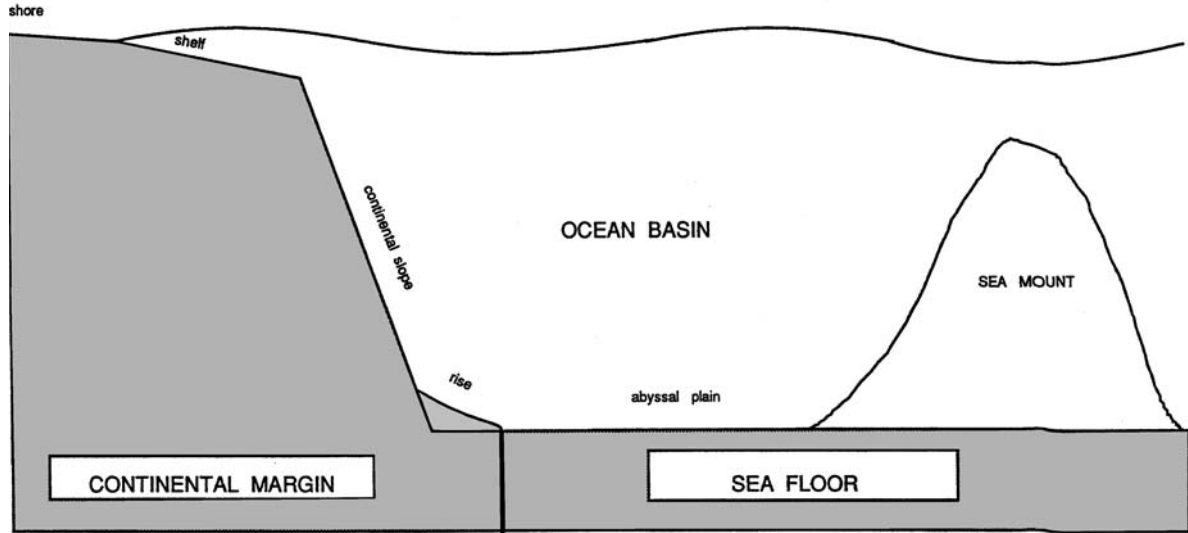 shore
shelf
continental slope
OCEAN BASIN
SEA MOUNT
rise
abyssal plain
CONTINENTAL MARGIN
SEA FLOOR